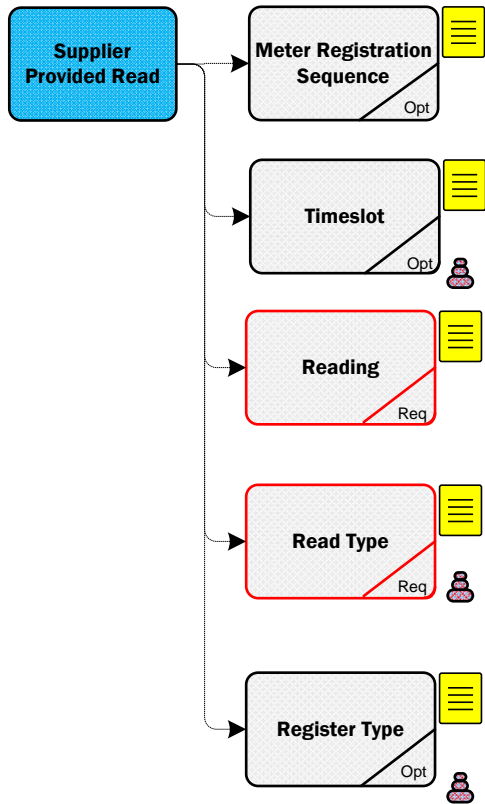 Supplier
Provided Read
Meter Registration
Sequence
Opt
Timeslot
Opt
Reading
Req
Read Type
Req
Register Type
Opt